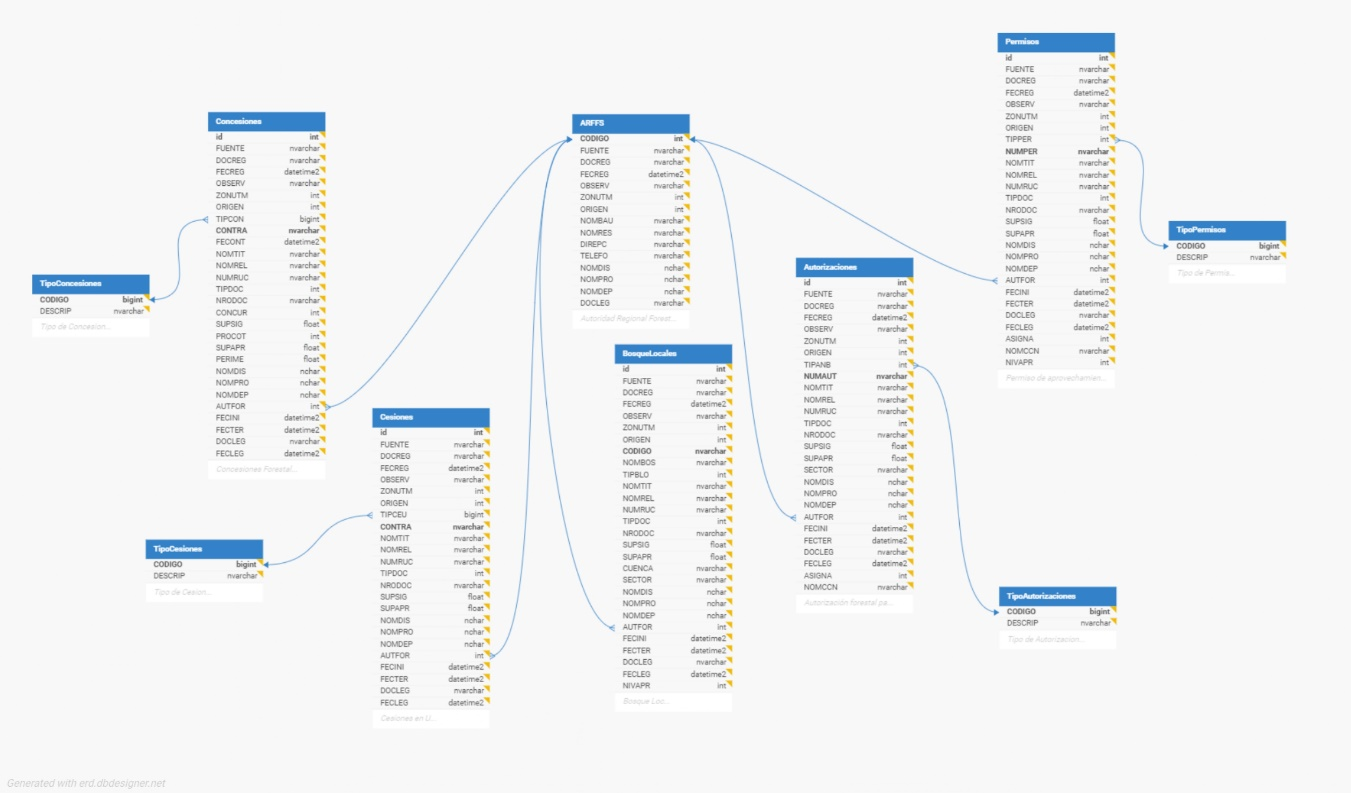 Concesiones
id int
FUENTE nvarchar
DOCREG nvarchar
FECREG datetime2
OBSERV nvarchar
ZONUTM int
ORIGEN int
TIPCON bigint
CONTRA nvarchar
FECONT datetime2
NOMTIT nvarchar
NOMREL nvarchar
NUMRUC nvarchar
TIPDOC int
NRODOC nvarchar
CONCUR int
SUPSIG float
PROCOT int
SUPAPR float
PERIME float
NOMDIS nchar
NOMPRO nchar
NOMDEP nchar
AUTFOR int
FECINI datetime2
FECTER datetime2
DOCLEG nvarchar
FECLEG datetime2
Concesiones Forestal...
TipoConcesiones
CODIGO bigint
DESCRIP nvarchar
Tipo de Concesion...
TipoCesiones
CODIGO bigint
DESCRIP nvarchar
Tipo de Cesion...
Cesiones
id int
FUENTE nvarchar
DOCREG nvarchar
FECREG datetime2
OBSERV nvarchar
ZONUTM int
ORIGEN int
TIPCEU bigint
CONTRA nvarchar
NOMTIT nvarchar
NOMREL nvarchar
NUMRUC nvarchar
TIPDOC int
NRODOC nvarchar
SUPSIG float
SUPAPR float
NOMDIS nchar
NOMPRO nchar
NOMDEP nchar
AUTFOR int
FECINI datetime2
FECTER datetime2
DOCLEG nvarchar
FECLEG datetime2
Cesiones en U...
ARFFS
CODIGO int
FUENTE nvarchar
DOCREG nvarchar
FECREG datetime2
OBSERV nvarchar
ZONUTM int
ORIGEN int
NOMBAU nvarchar
NOMRES nvarchar
DIREPC nvarchar
TELEFO nvarchar
NOMDIS nchar
NOMPRO nchar
NOMDEP nchar
DOCLEG nvarchar
Autoridad Regional Forest...
BosqueLocales
id int
FUENTE nvarchar
DOCREG nvarchar
FECREG datetime2
OBSERV nvarchar
ZONUTM int
ORIGEN int
CODIGO nvarchar
NOMBOS nvarchar
TIPBLO int
NOMTIT nvarchar
NOMREL nvarchar
NUMRUC nvarchar
TIPDOC int
NRODOC nvarchar
SUPSIG float
SUPAPR float
CUENCA nvarchar
SECTOR nvarchar
NOMDIS nchar
NOMPRO nchar
NOMDEP nchar
AUTFOR int
FECINI datetime2
FECTER datetime2
DOCLEG nvarchar
FECLEG datetime2
NIVAPR int
Bosque Loc...
Autorizaciones
id int
FUENTE nvarchar
DOCREG nvarchar
FECREG datetime2
OBSERV nvarchar
ZONUTM int
ORIGEN int
TIPANB int
NUMAUT nvarchar
NOMTIT nvarchar
NOMREL nvarchar
NUMRUC nvarchar
TIPDOC int
NRODOC nvarchar
SUPSIG float
SUPAPR float
SECTOR nvarchar
NOMDIS nchar
NOMPRO nchar
NOMDEP nchar
AUTFOR int
FECINI datetime2
FECTER datetime2
DOCLEG nvarchar
FECLEG datetime2
ASIGNA int
NOMCCN nvarchar
Autorización forestal pa...
Permisos
id int
FUENTE nvarchar
DOCREG nvarchar
FECREG datetime2
OBSERV nvarchar
ZONUTM int
ORIGEN int
TIPPER int
NUMPER nvarchar
NOMTIT nvarchar
NOMREL nvarchar
NUMRUC nvarchar
TIPDOC int
NRODOC nvarchar
SUPSIG float
SUPAPR float
NOMDIS nchar
NOMPRO nchar
NOMDEP nchar
AUTFOR int
FECINI datetime2
FECTER datetime2
DOCLEG nvarchar
FECLEG datetime2
ASIGNA int
NOMCCN nvarchar
NIVAPR int
Permiso de aprovechamien...
TipoPermisos
CODIGO bigint
DESCRIP nvarchar
Tipo de Permis...
TipoAutorizaciones
CODIGO bigint
DESCRIP nvarchar
Tipo de Autorizacion...
Generated with erd.dbdesigner.net